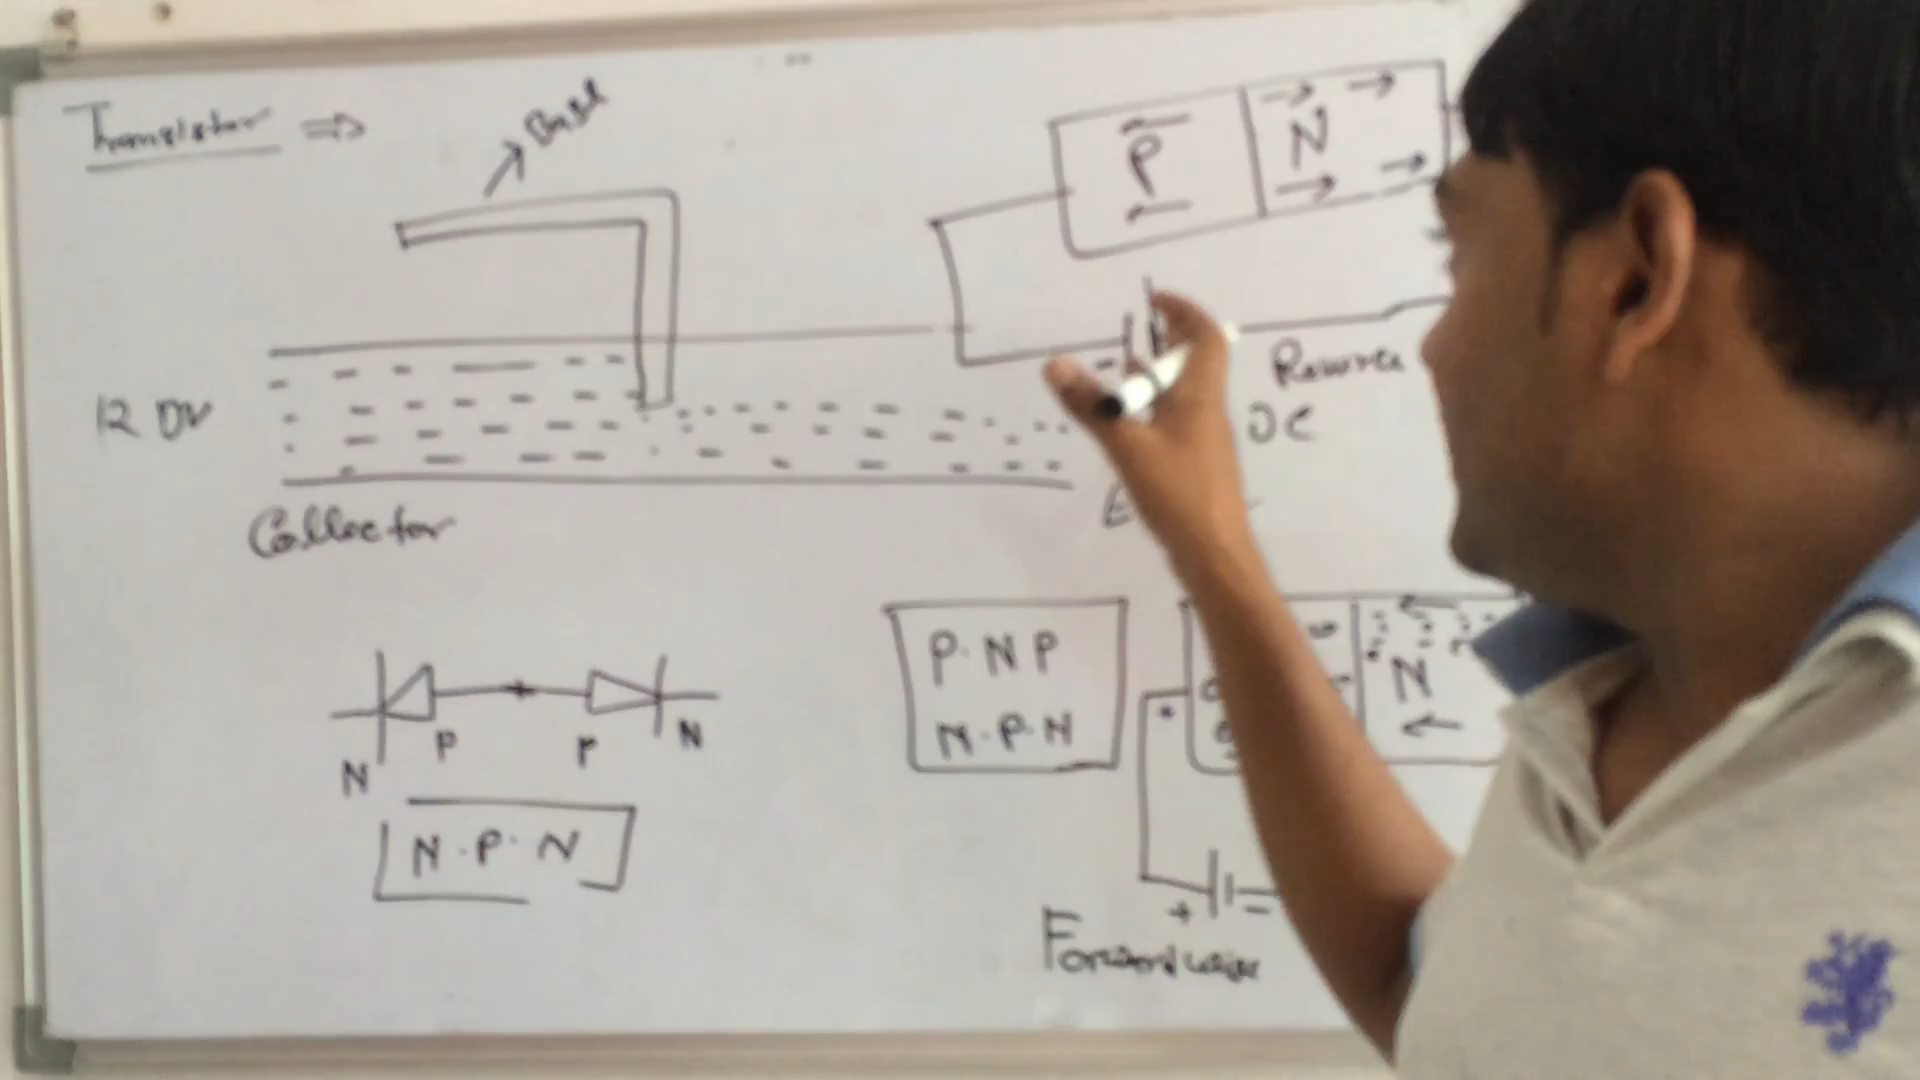 Transistor ⇒
Base
P
N
12 DV
Reverse
DC
Collector
P·N P
N·P·N
N
P
P
N
N·P·N
N
+
-
Forward